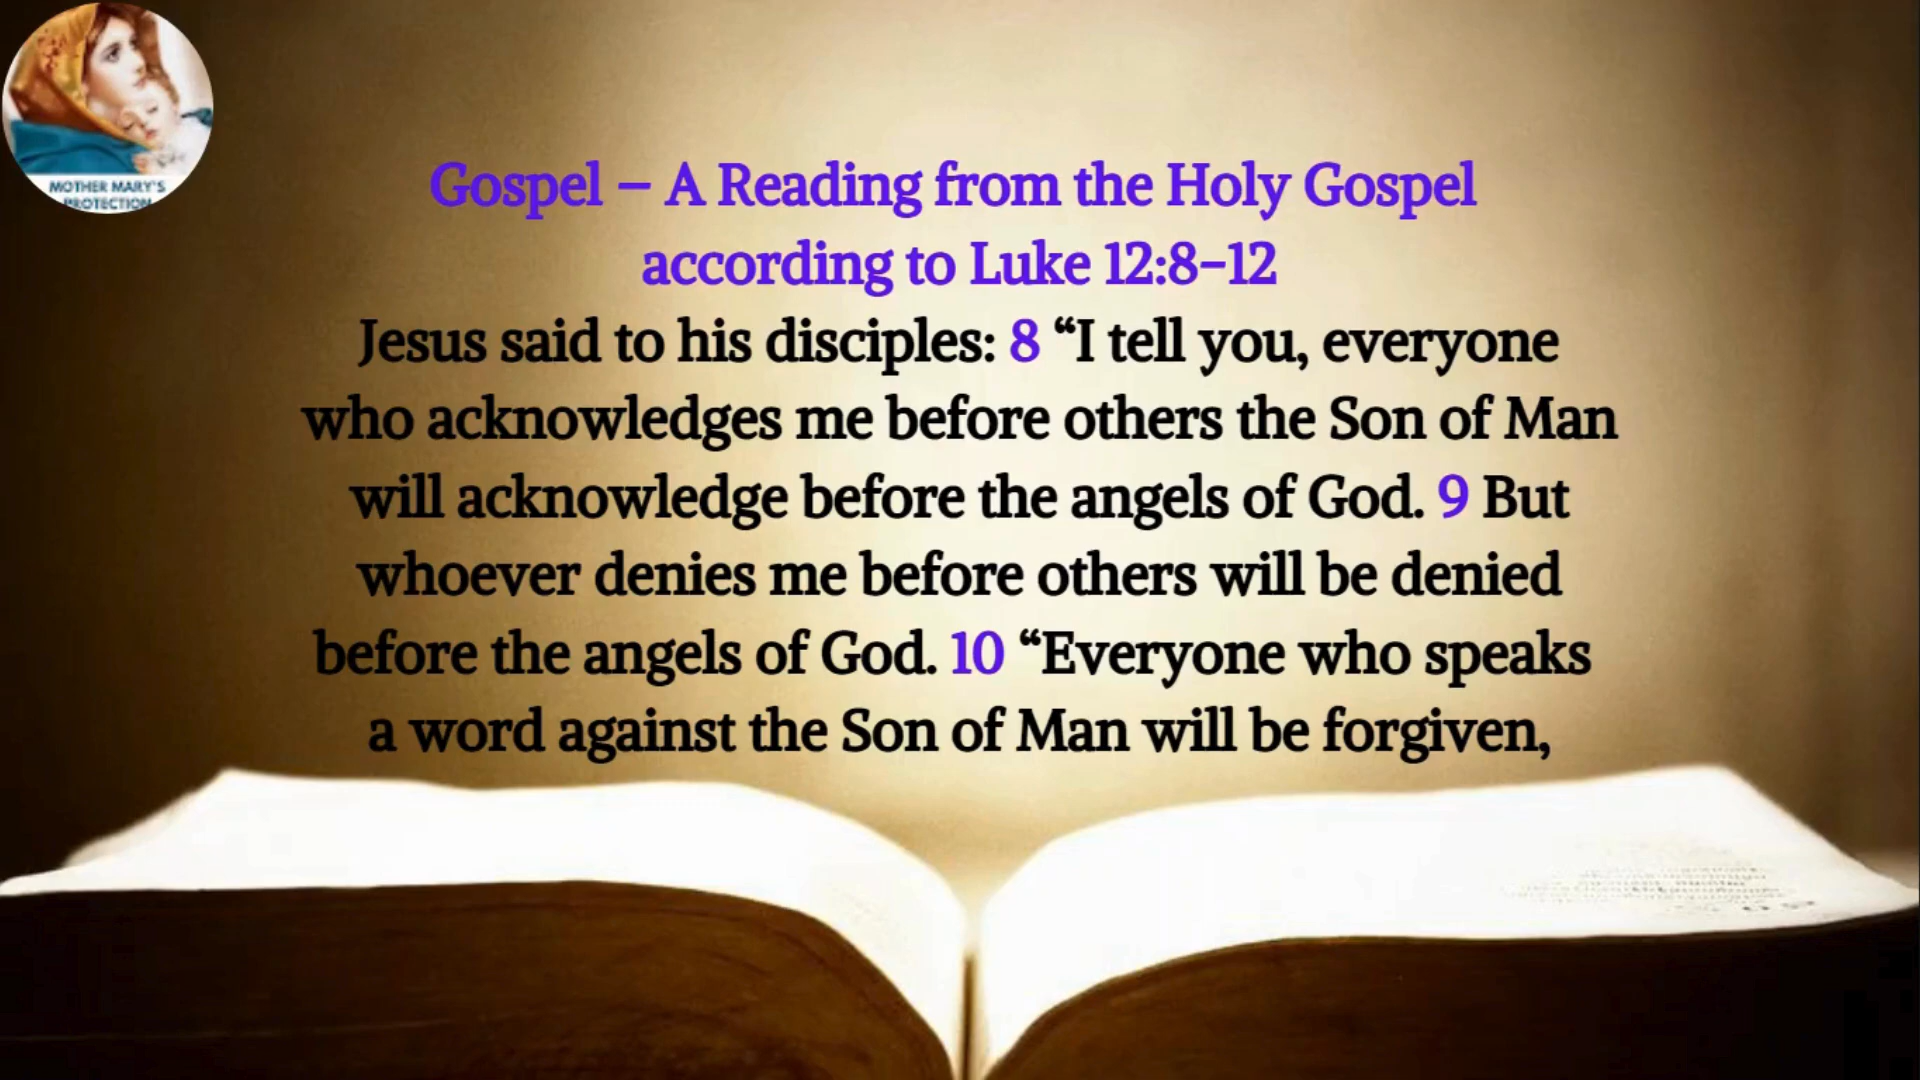 MOTHER MARY'S
PROTECTION
Gospel – A Reading from the Holy Gospel
according to Luke 12:8-12
Jesus said to his disciples: 8 “I tell you, everyone
who acknowledges me before others the Son of Man
will acknowledge before the angels of God. 9 But
whoever denies me before others will be denied
before the angels of God. 10 “Everyone who speaks
a word against the Son of Man will be forgiven,